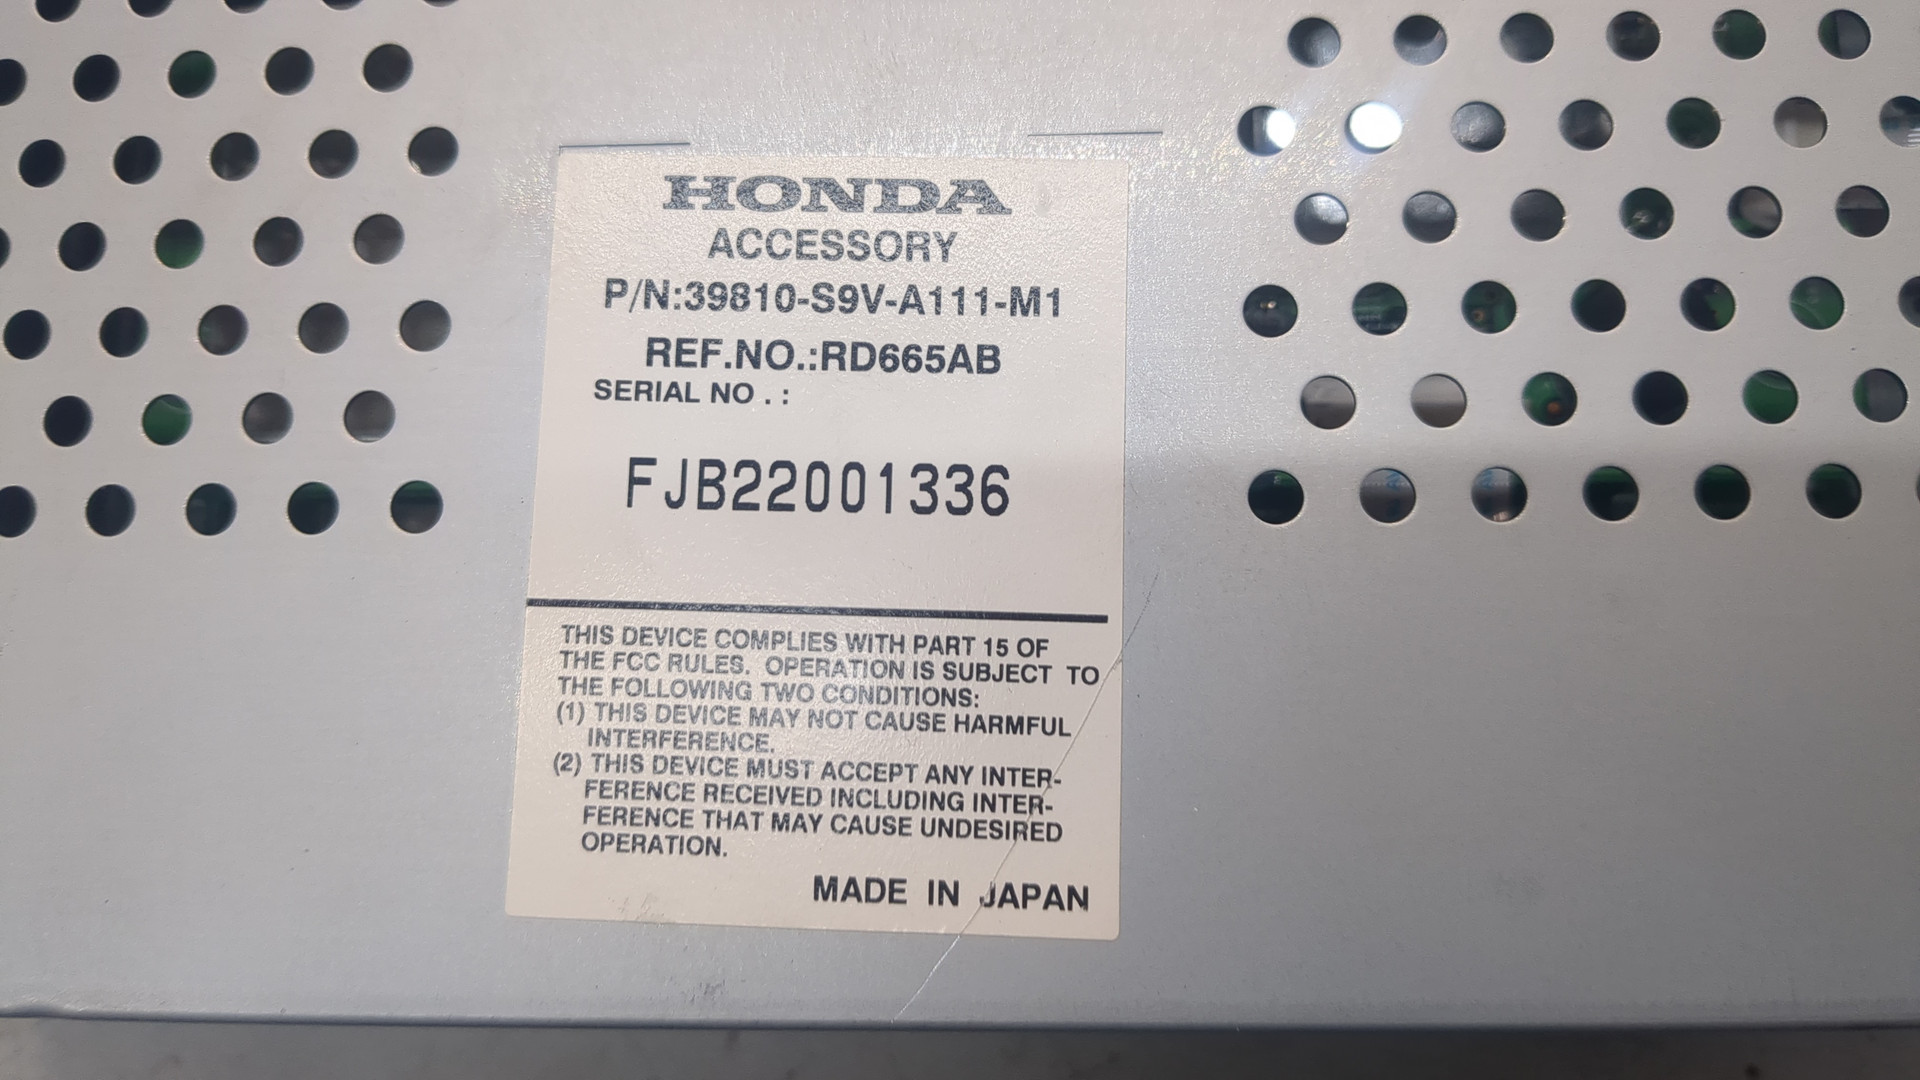 HONDA
ACCESSORY
P/N:39810-S9V-A111-M1
REF.NO.:RD665AB
SERIAL NO . :
FJB22001336
THIS DEVICE COMPLIES WITH PART 15 OF
THE FCC RULES. OPERATION IS SUBJECT TO
THE FOLLOWING TWO CONDITIONS:
(1) THIS DEVICE MAY NOT CAUSE HARMFUL
INTERFERENCE.
(2) THIS DEVICE MUST ACCEPT ANY INTER-
FERENCE RECEIVED INCLUDING INTER-
FERENCE THAT MAY CAUSE UNDESIRED
OPERATION.
MADE IN JAPAN